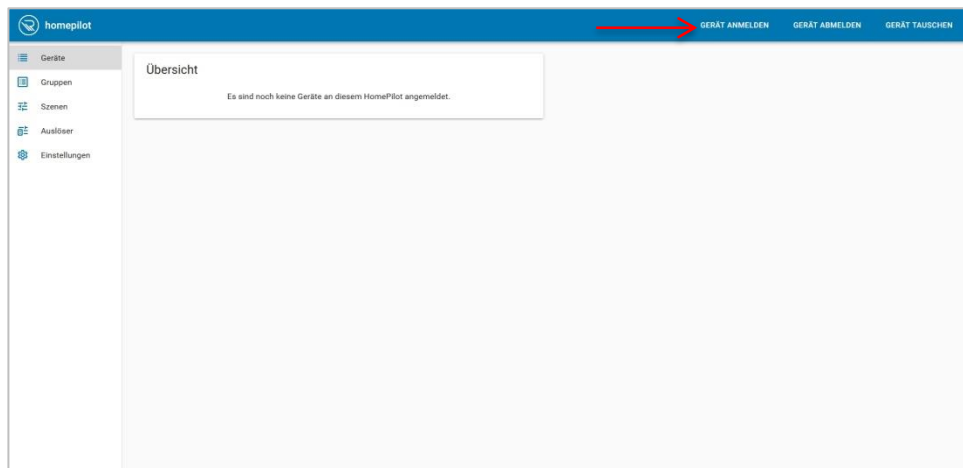 homepilot
GERÄT ANMELDEN GERÄT ABMELDEN GERÄT TAUSCHEN
Geräte
Gruppen
Szenen
Auslöser
Einstellungen
Übersicht
Es sind noch keine Geräte an diesem HomePilot angemeldet.